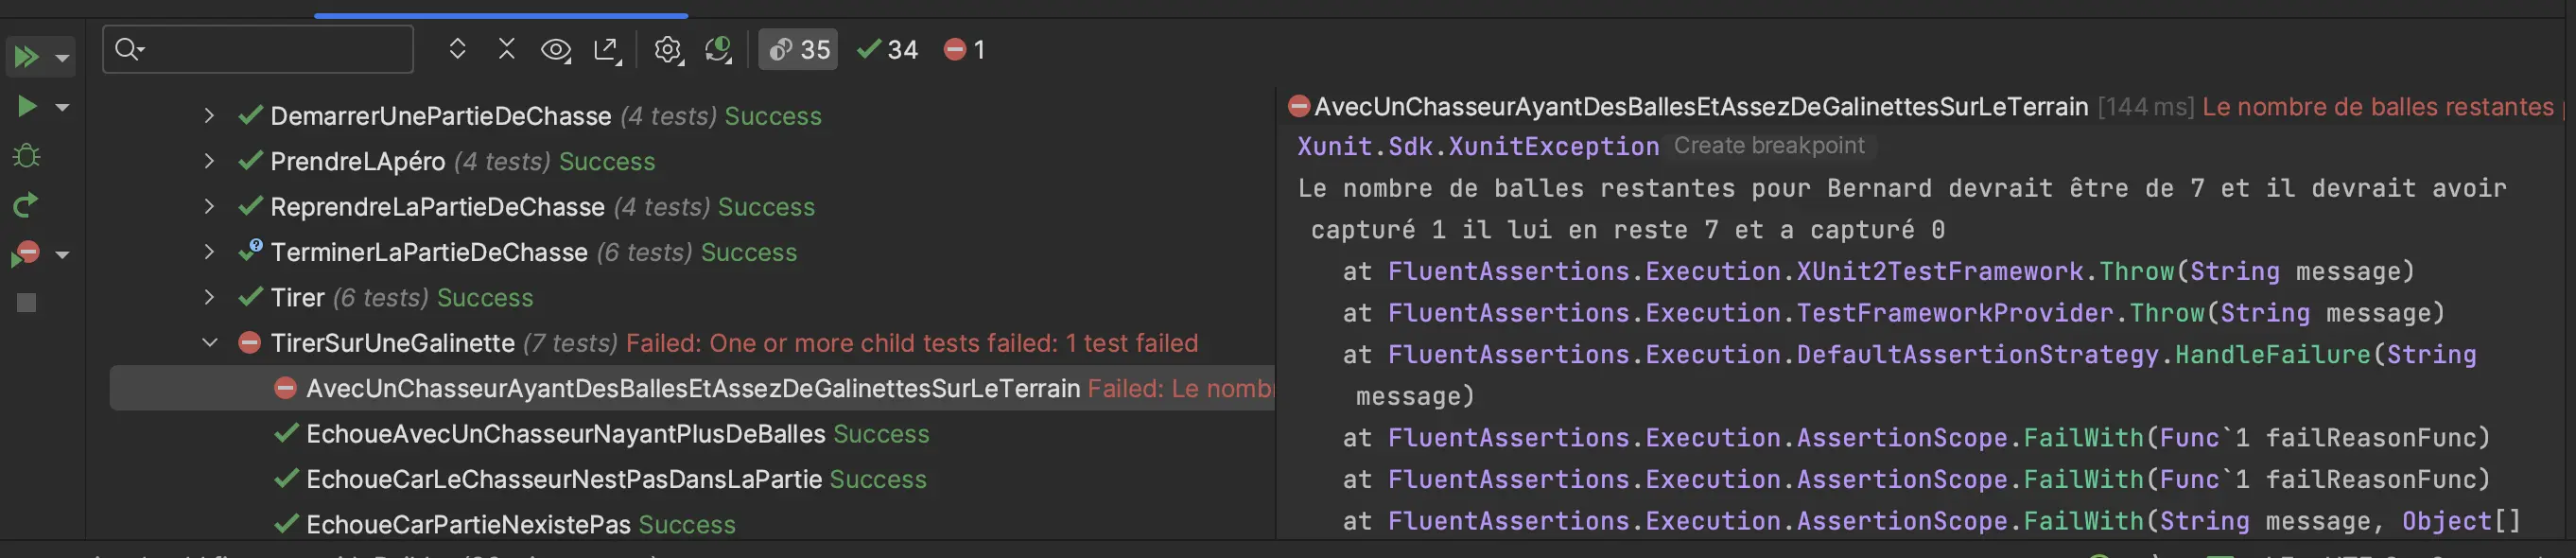 35 34 1
DemarrerUnePartieDeChasse (4 tests) Success
PrendreLApéro (4 tests) Success
ReprendreLaPartieDeChasse (4 tests) Success
TerminerLaPartieDeChasse (6 tests) Success
Tirer (6 tests) Success
TirerSurUneGalinette (7 tests) Failed: One or more child tests failed: 1 test failed
AvecUnChasseurAyantDesBallesEtAssezDeGalinettesSurLeTerrain Failed: Le nomb
EchoueAvecUnChasseurNayantPlusDeBalles Success
EchoueCarLeChasseurNestPasDansLaPartie Success
EchoueCarPartieNexistePas Success
AvecUnChasseurAyantDesBallesEtAssezDeGalinettesSurLeTerrain [144 ms] Le nombre de balles restantes
Xunit.Sdk.XunitException Create breakpoint
Le nombre de balles restantes pour Bernard devrait être de 7 et il devrait avoir
capturé 1 il lui en reste 7 et a capturé 0
at FluentAssertions.Execution.XUnit2TestFramework.Throw(String message)
at FluentAssertions.Execution.TestFrameworkProvider.Throw(String message)
at FluentAssertions.Execution.DefaultAssertionStrategy.HandleFailure(String
message)
at FluentAssertions.Execution.AssertionScope.FailWith(Func`1 failReasonFunc)
at FluentAssertions.Execution.AssertionScope.FailWith(Func`1 failReasonFunc)
at FluentAssertions.Execution.AssertionScope.FailWith(String message, Object[]